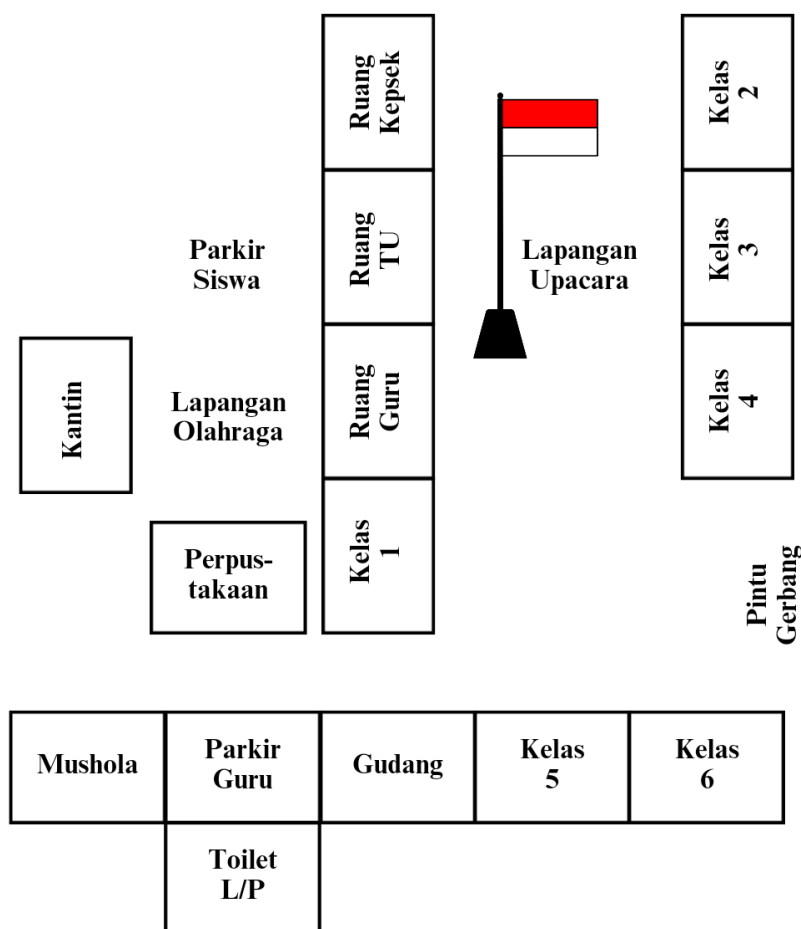 Ruang
Kepsek
Kelas
2
Parkir
Siswa
Ruang
TU
Lapangan
Upacara
Kelas
3
Kantin
Lapangan
Olahraga
Ruang
Guru
Kelas
4
Perpus-
takaan
Kelas
1
Pintu
Gerbang
Mushola
Parkir
Guru
Gudang
Kelas
5
Kelas
6
Toilet
L/P